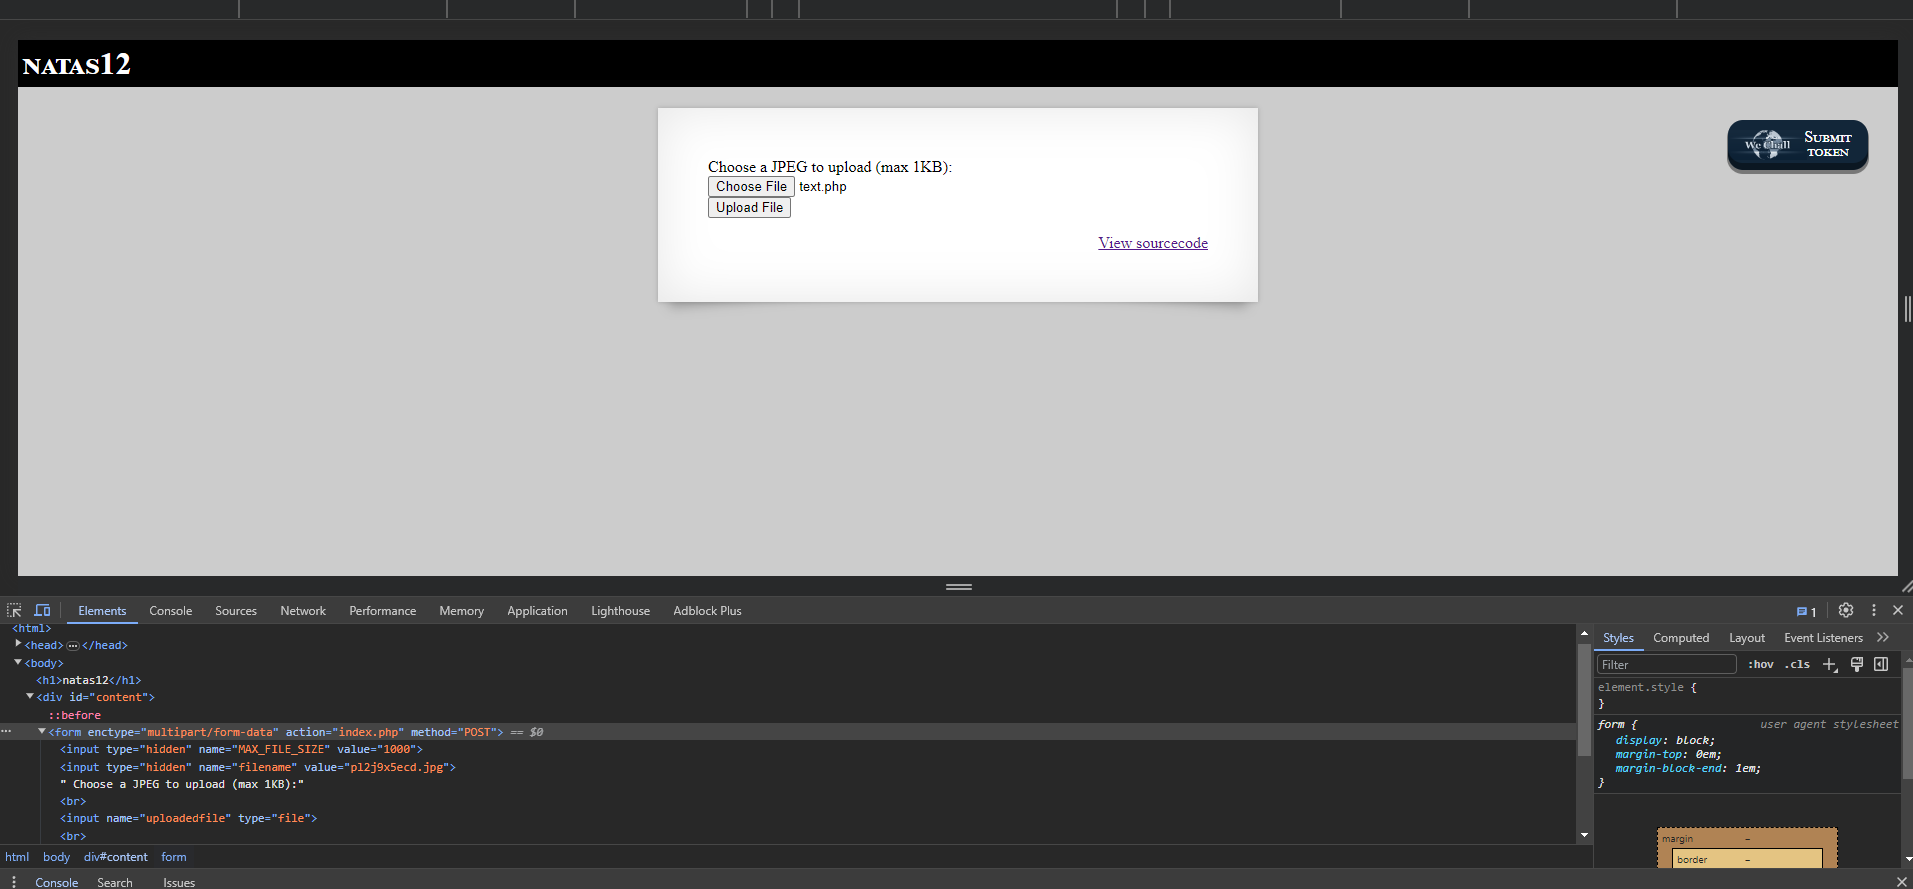 natas12
We Chall Submit token
Choose a JPEG to upload (max 1KB):
Choose File text.php
Upload File
View sourcecode
Elements Console Sources Network Performance Memory Application Lighthouse Adblock Plus 1
<html>
<head> ... </head>
<body>
<h1>natas12</h1>
<div id="content">
::before
... <form enctype="multipart/form-data" action="index.php" method="POST"> == $0
<input type="hidden" name="MAX_FILE_SIZE" value="1000">
<input type="hidden" name="filename" value="pl2j9x5ecd.jpg">
" Choose a JPEG to upload (max 1KB):"
<br>
<input name="uploadedfile" type="file">
<br>
html body div#content form
Styles Computed Layout Event Listeners >>
Filter :hov .cls +
element.style {
}
form { user agent stylesheet
display: block;
margin-top: 0em;
margin-block-end: 1em;
}
margin –
border –
Console Search Issues